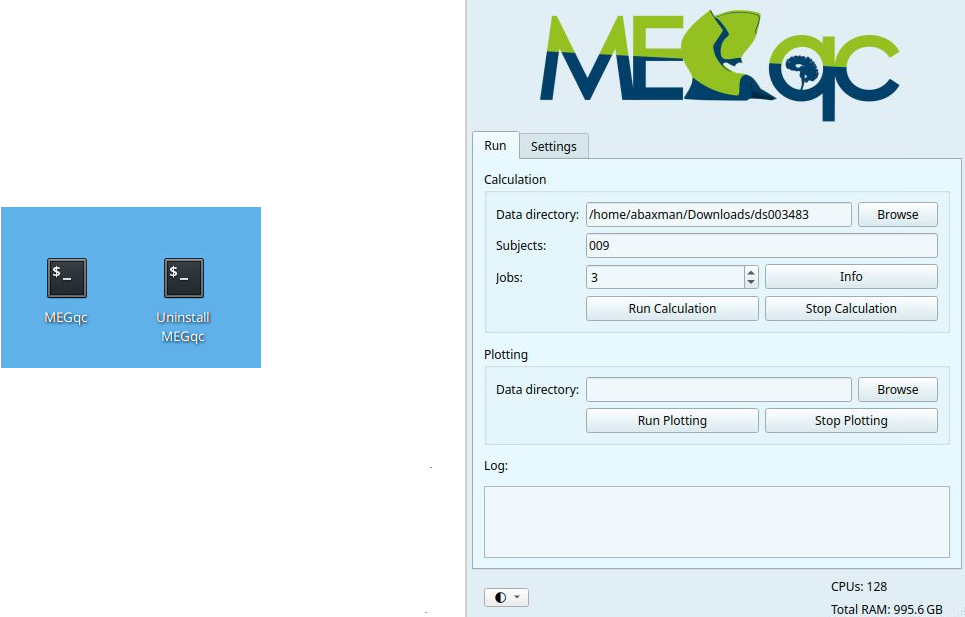 $_
$_
MEGqc
Uninstall
MEGqc
MEGqc
Run
Settings
Calculation
Data directory: /home/abaxman/Downloads/ds003483 Browse
Subjects: 009
Jobs: 3 Info
Run Calculation Stop Calculation
Plotting
Data directory: Browse
Run Plotting Stop Plotting
Log:
CPUs: 128
Total RAM: 995.6 GB